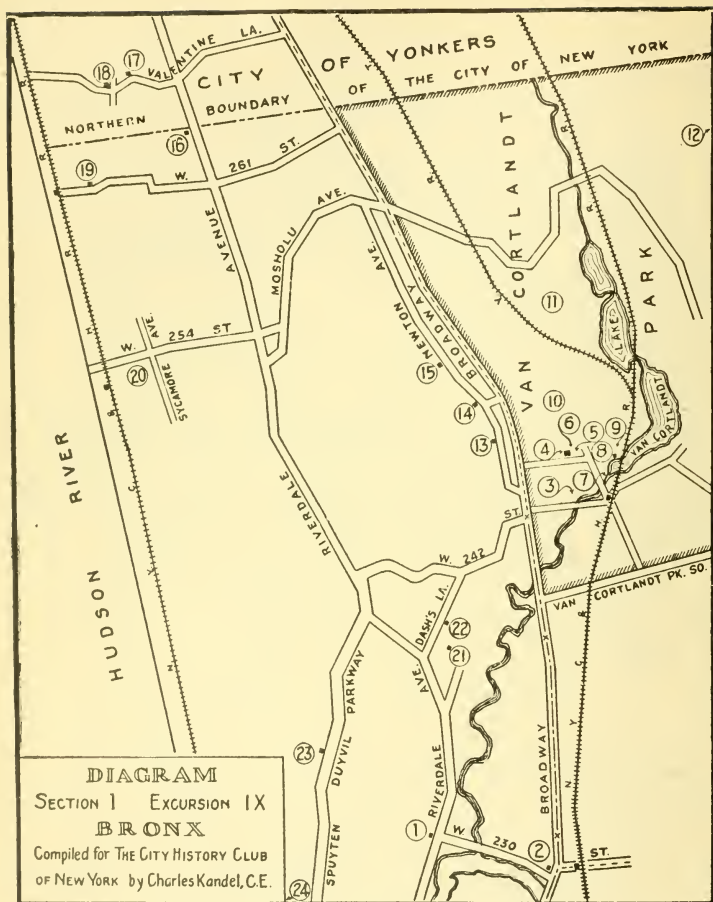 CITY OF YONKERS
NORTHERN BOUNDARY OF THE CITY OF NEW YORK
VALENTINE LA.
18
17
16
12
19
W. 261 ST.
MOSHOLU AVE.
RIVERDALE AVENUE
NEWTON AVE.
BROADWAY
VAN CORTLANDT PARK
11
W. 254 ST
SYCAMORE AVE.
20
15
14
13
10
6
5
9
4
8
3
7
LAKE
VAN CORTLANDT
HUDSON RIVER
N. Y. C. & H. R. R. R.
W. 242 ST.
VAN CORTLANDT PK. SO.
DASH'S LA.
22
21
RIVERDALE AVE.
SPUYTEN DUYVIL PARKWAY
23
BROADWAY
N Y C
1
W. 230 ST.
2
24
DIAGRAM
SECTION 1 EXCURSION IX
BRONX
Compiled for THE CITY HISTORY CLUB
OF NEW YORK by Charles Kandel, C.E.